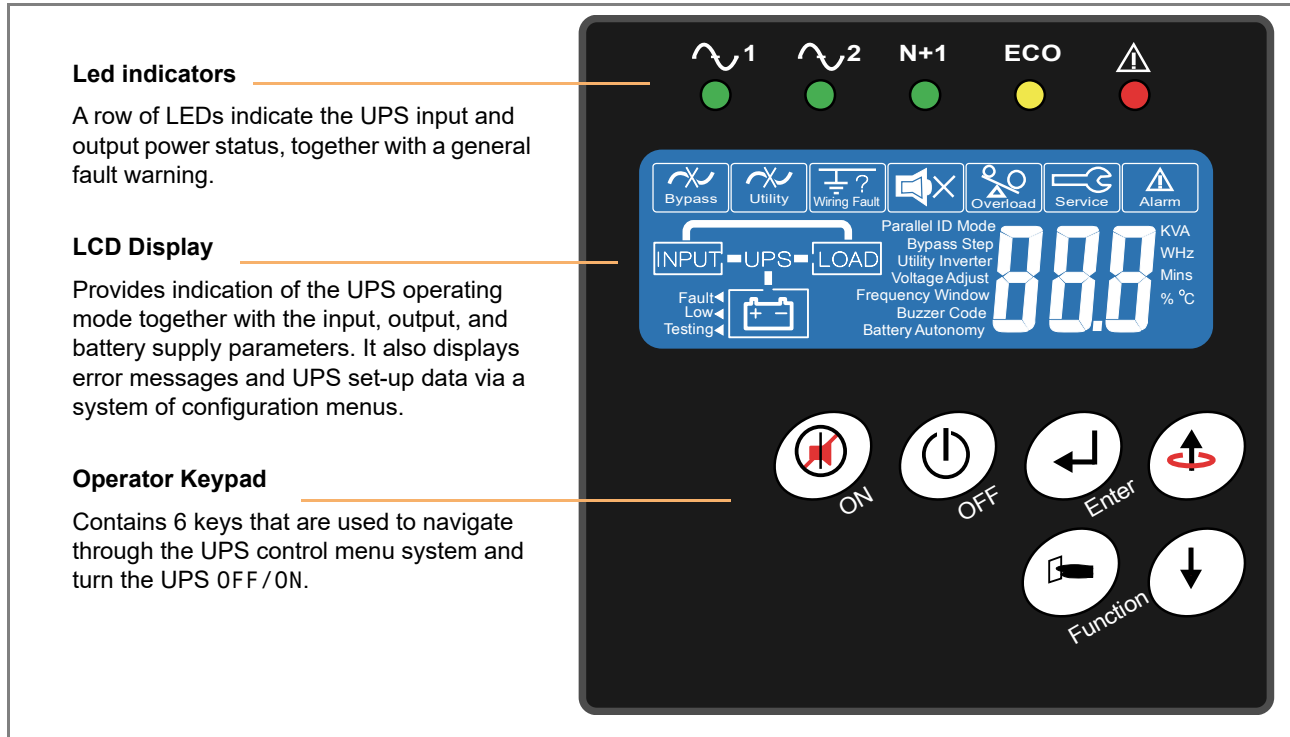 Led indicators
A row of LEDs indicate the UPS input and
output power status, together with a general
fault warning.
LCD Display
Provides indication of the UPS operating
mode together with the input, output, and
battery supply parameters. It also displays
error messages and UPS set-up data via a
system of configuration menus.
Operator Keypad
Contains 6 keys that are used to navigate
through the UPS control menu system and
turn the UPS OFF/ON.
1
2
N+1
ECO
Bypass
Utility
?
Wiring Fault
Overload
Service
Alarm
INPUT
UPS
LOAD
Fault
Low
Testing
+ −
Parallel ID Mode
Bypass Step
Utility Inverter
Voltage Adjust
Frequency Window
Buzzer Code
Battery Autonomy
88.8
KVA
WHz
Mins
% °C
ON
OFF
Enter
Function